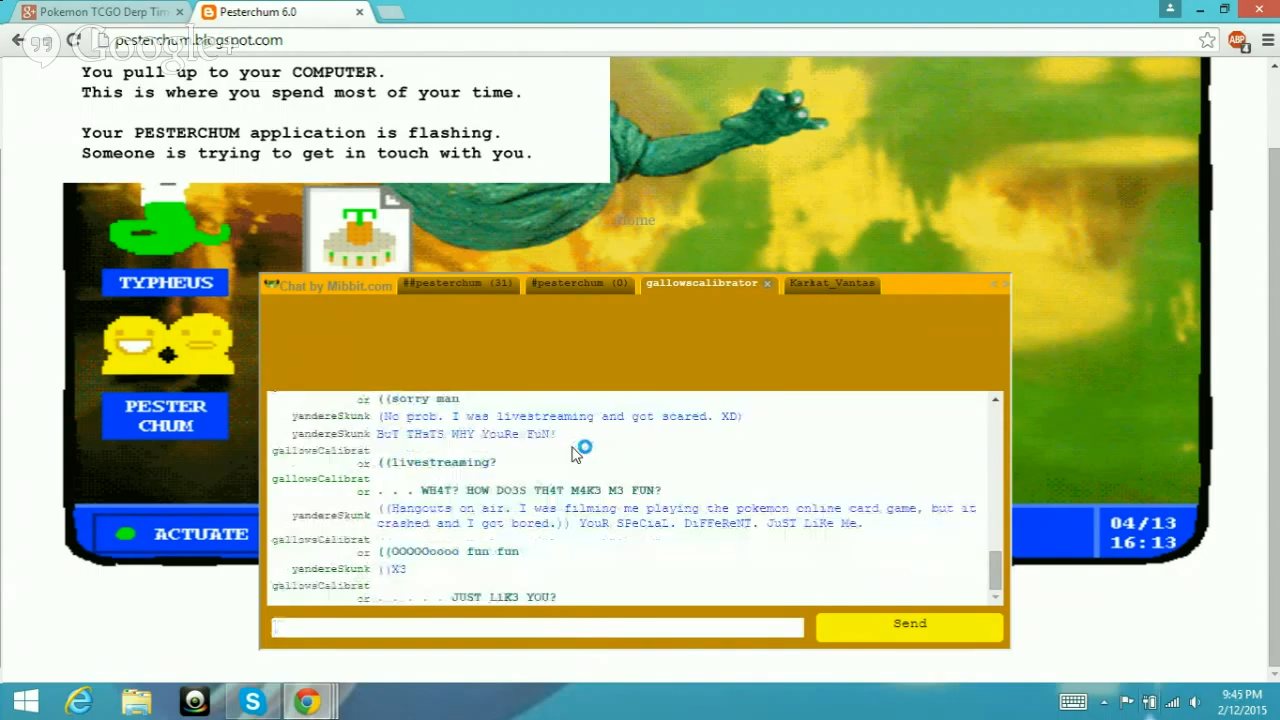 Pokemon TCGO Derp Tim
Pesterchum 6.0
pesterchum.blogspot.com
ABP
4
Google+
You pull up to your COMPUTER.
This is where you spend most of your time.
Your PESTERCHUM application is flashing.
Someone is trying to get in touch with you.
Home
TYPHEUS
PESTER
CHUM
ACTUATE
Chat by Mibbit.com
##pesterchum (31)
#pesterchum (0)
gallowscalibrator
Karkat_Vantas
or ((sorry man
yandereSkunk (No prob. I was livestreaming and got scared. XD)
yandereSkunk BuT THaTS WHY YouRe FuN!
gallowsCalibrat
or ((livestreaming?
gallowsCalibrat
or . . . WH4T? HOW DO3S TH4T M4K3 M3 FUN?
yandereSkunk ((Hangouts on air. I was filming me playing the pokemon online card game, but it
crashed and I got bored.)) YouR SPeCiaL. DiFFeReNT. JuST LiKe Me.
gallowsCalibrat
or ((OOOOOoooo fun fun
yandereSkunk ))X3
gallowsCalibrat
or . . . . . JUST L1K3 YOU?
Send
04/13
16:13
9:45 PM
2/12/2015